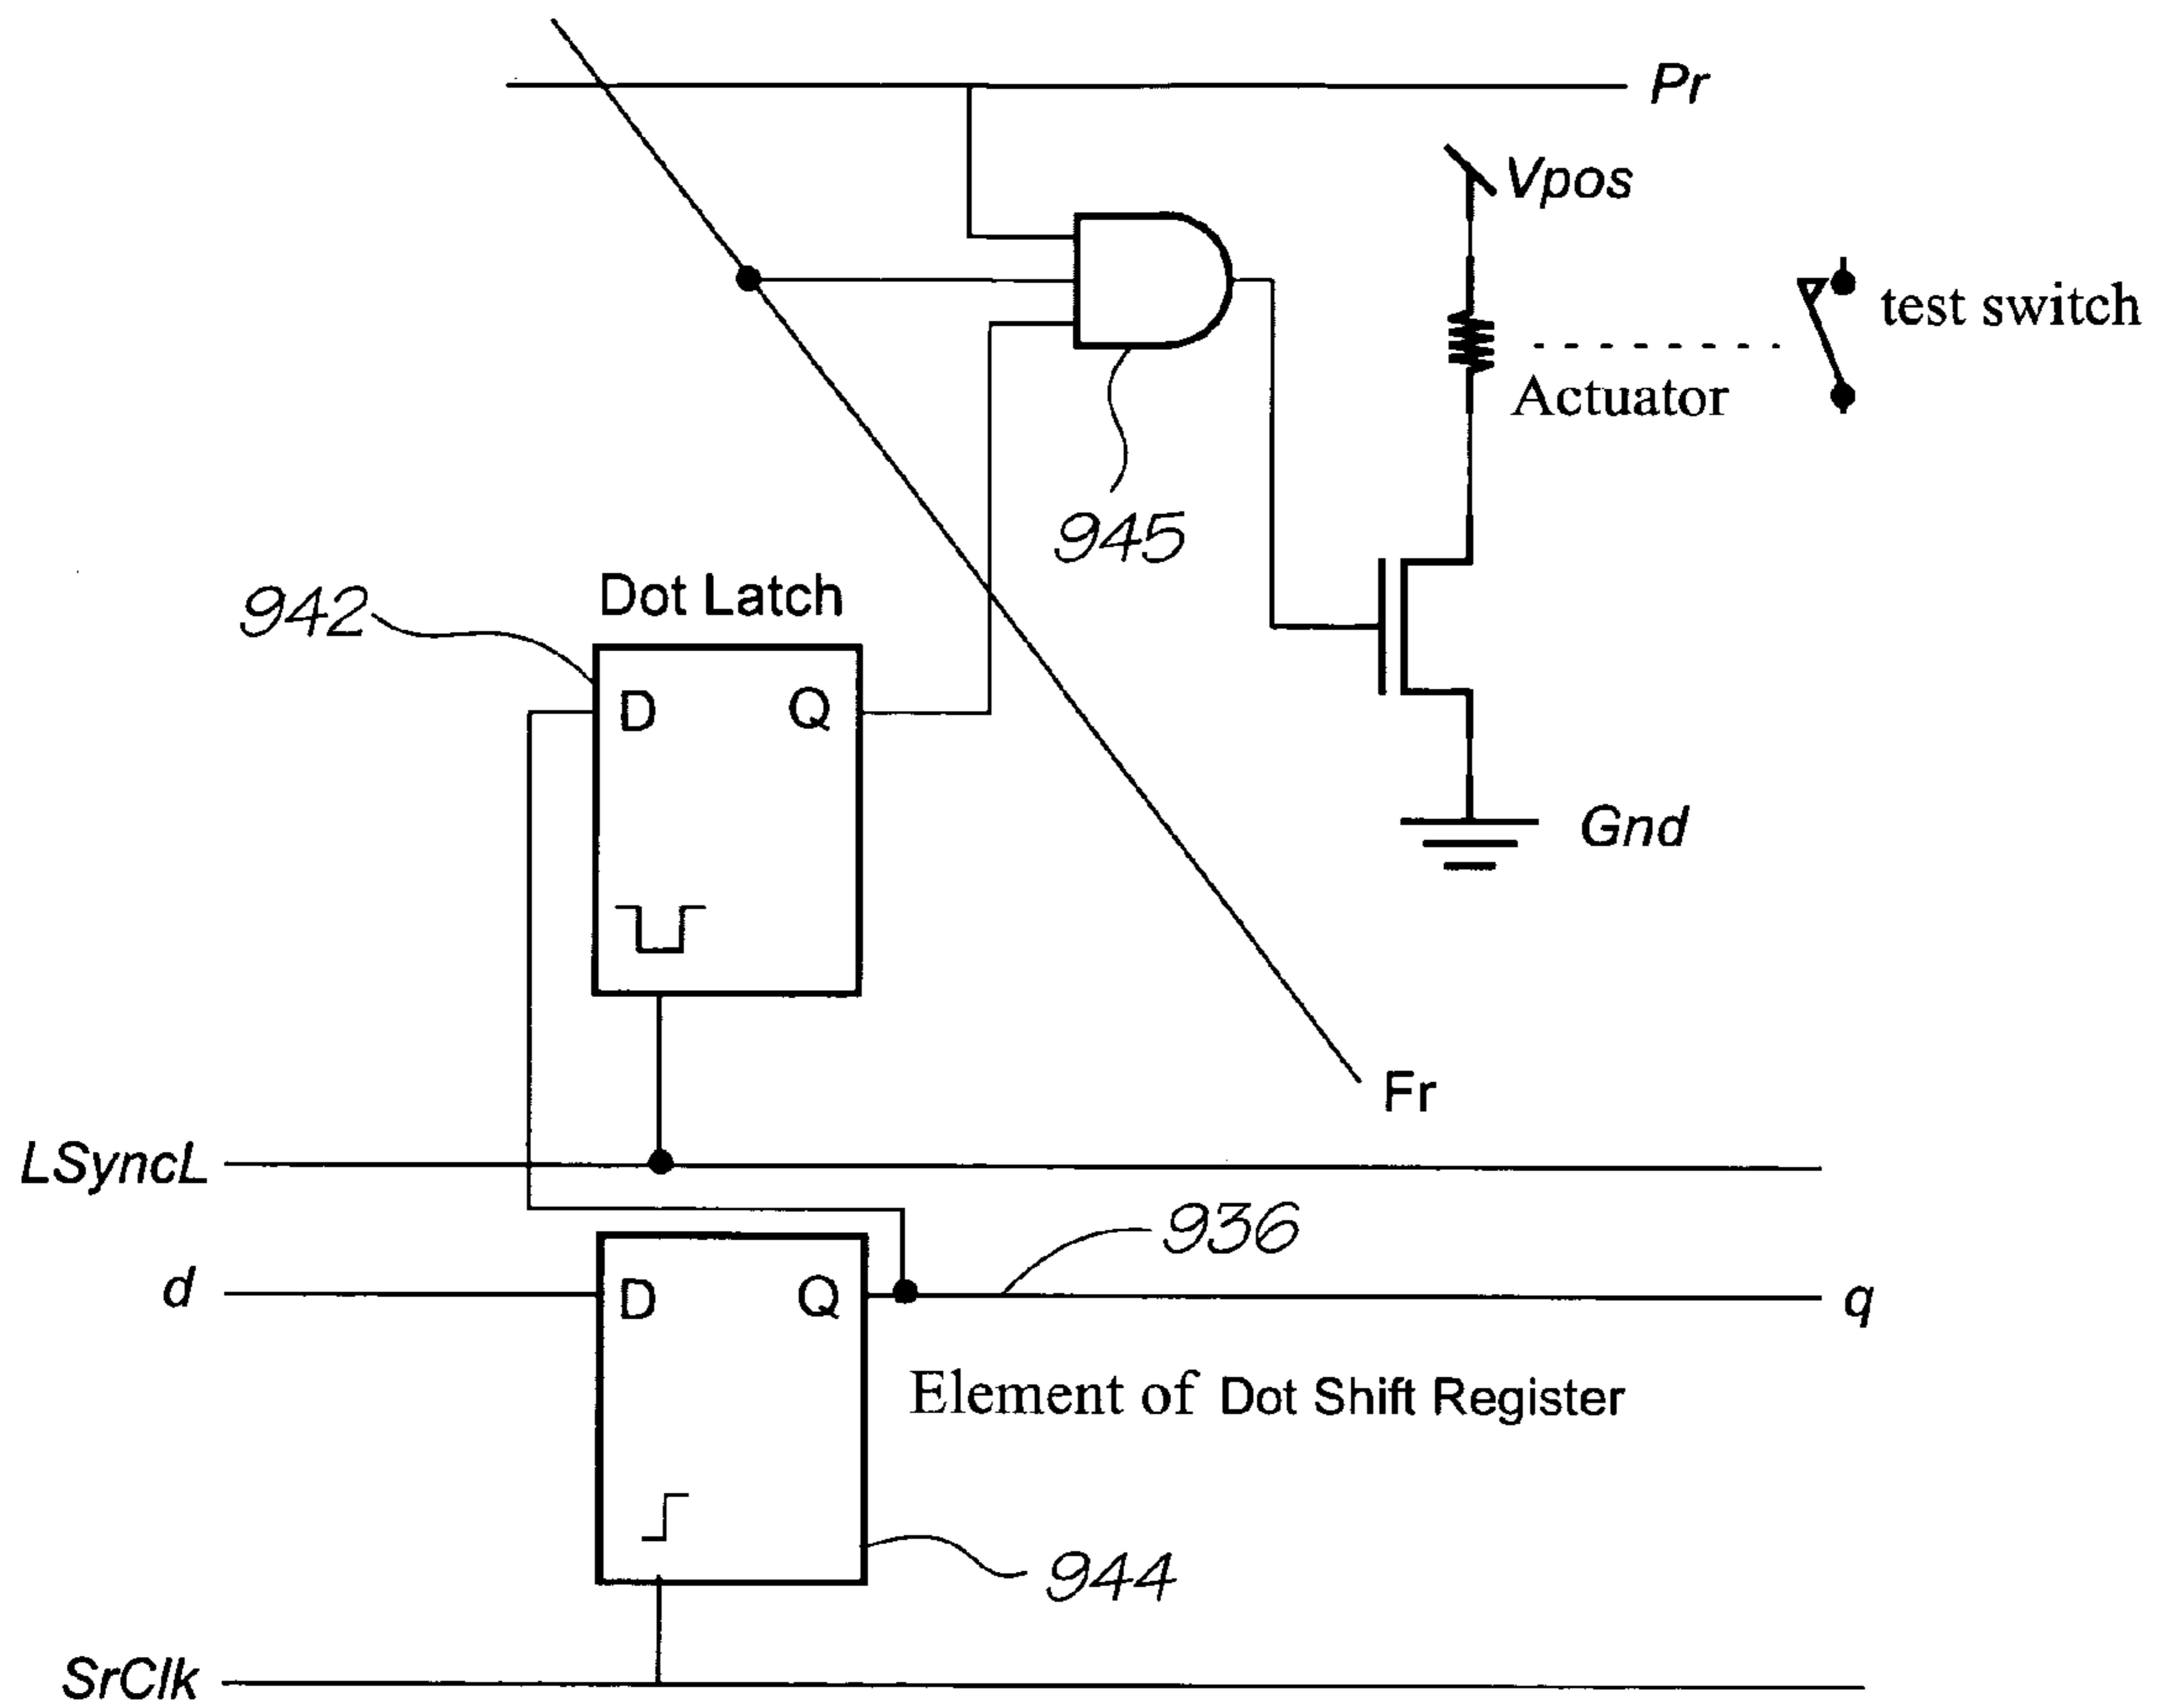 Pr
Vpos
test switch
Actuator
945
942
Dot Latch
D Q
Gnd
Fr
LSyncL
936
d
D Q
q
Element of Dot Shift Register
944
SrClk